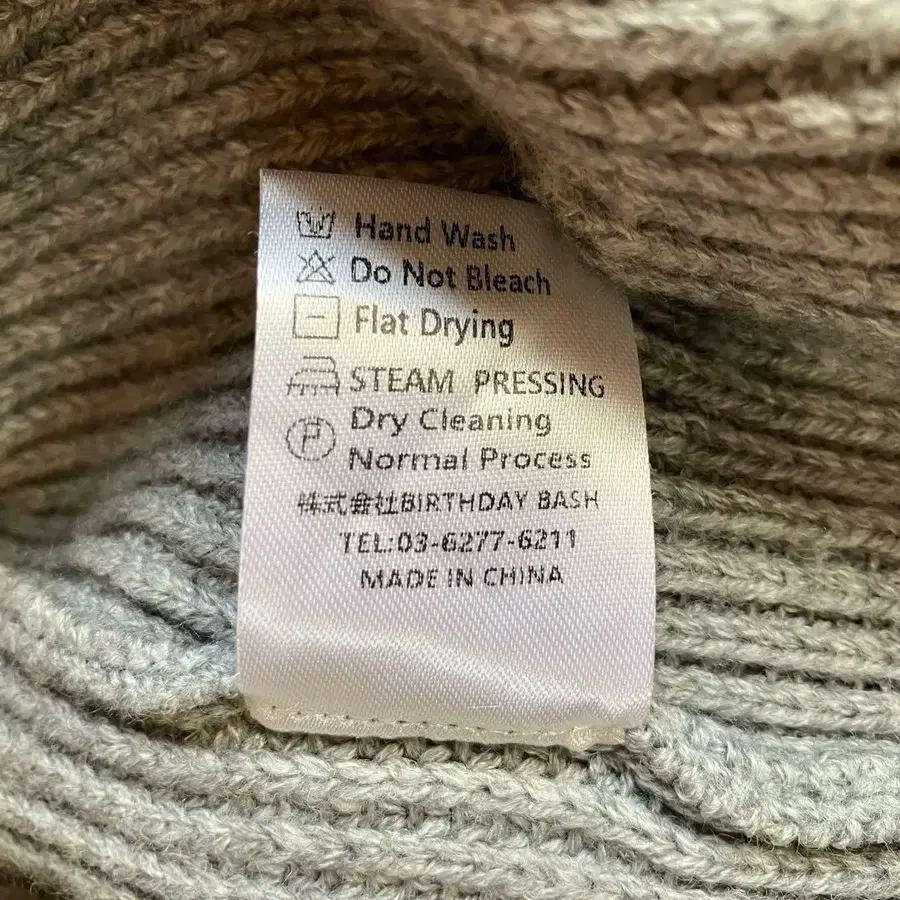 Hand Wash
Do Not Bleach
Flat Drying
STEAM PRESSING
P Dry Cleaning
Normal Process
株式会社BIRTHDAY BASH
TEL:03-6277-6211
MADE IN CHINA